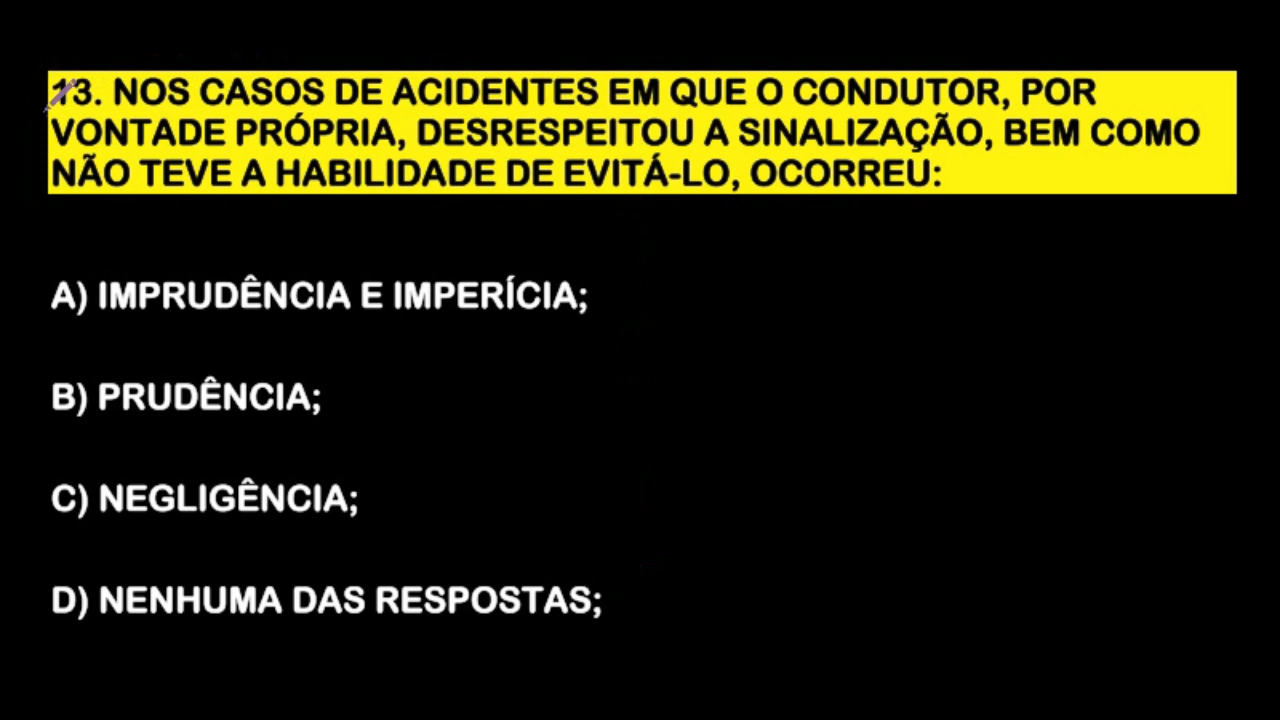 13. NOS CASOS DE ACIDENTES EM QUE O CONDUTOR, POR
VONTADE PRÓPRIA, DESRESPEITOU A SINALIZAÇÃO, BEM COMO
NÃO TEVE A HABILIDADE DE EVITÁ-LO, OCORREU:
A) IMPRUDÊNCIA E IMPERÍCIA;
B) PRUDÊNCIA;
C) NEGLIGÊNCIA;
D) NENHUMA DAS RESPOSTAS;